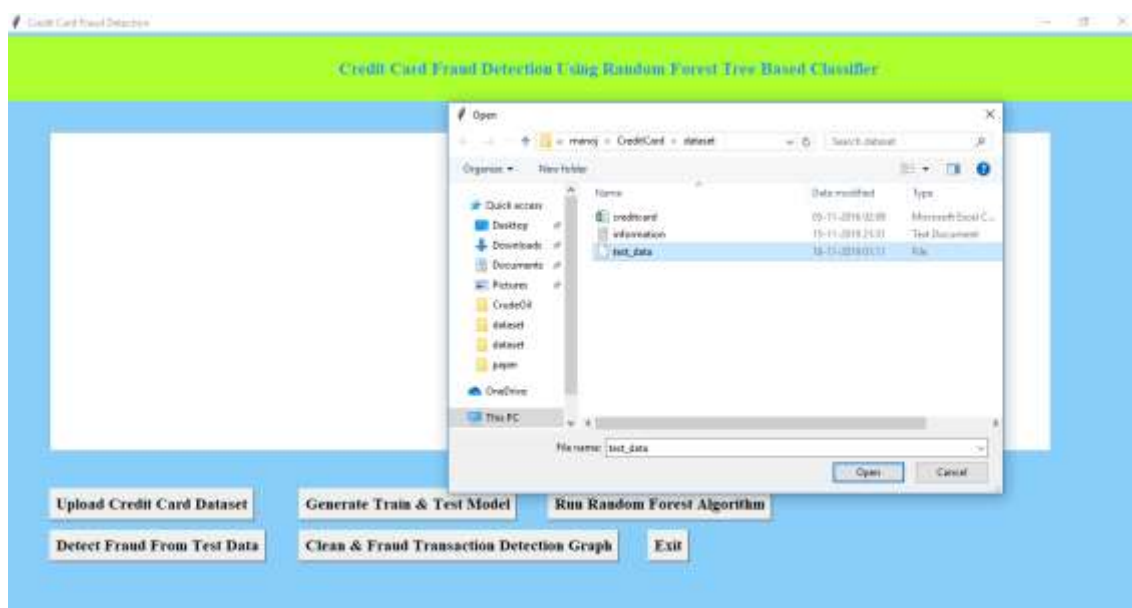 Credit Card Fraud Detection
Credit Card Fraud Detection Using Random Forest Tree Based Classifier
Open
manoj CreditCard dataset
Search dataset
Organize New folder
Name Date modified Type
Quick access
Desktop
Downloads
Documents
Pictures
CrudeOil
dataset
dataset
paper
OneDrive
This PC
creditcard Microsoft Excel C...
information Text Document
test_data File
File name: test_data
Open Cancel
Upload Credit Card Dataset Generate Train & Test Model Run Random Forest Algorithm
Detect Fraud From Test Data Clean & Fraud Transaction Detection Graph Exit